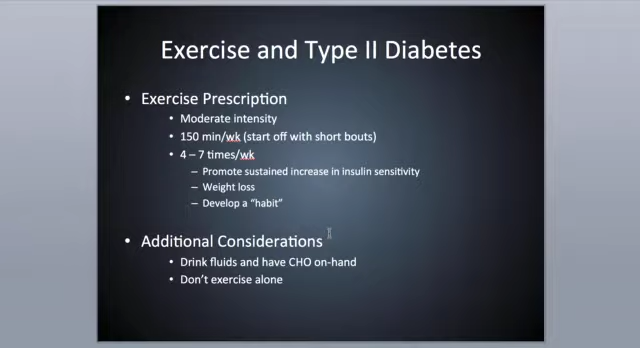 Exercise and Type II Diabetes
• Exercise Prescription
• Moderate intensity
• 150 min/wk (start off with short bouts)
• 4 – 7 times/wk
– Promote sustained increase in insulin sensitivity
– Weight loss
– Develop a “habit”
• Additional Considerations
• Drink fluids and have CHO on-hand
• Don’t exercise alone